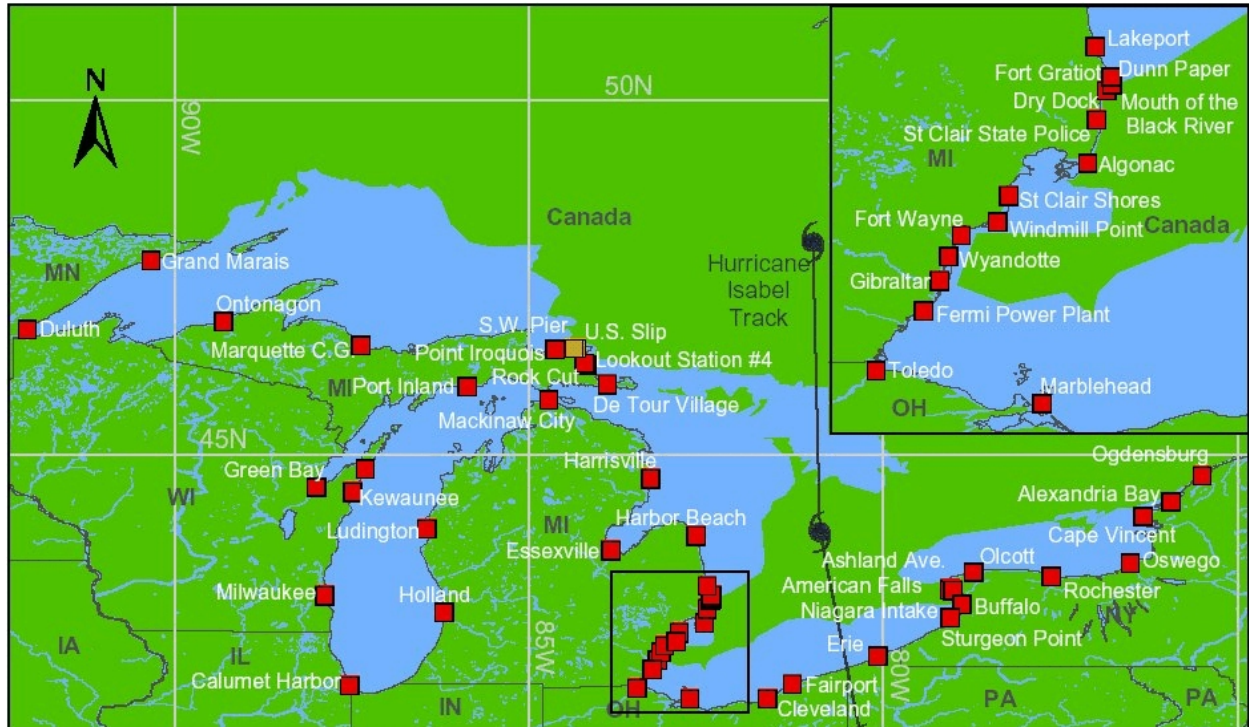 Lakeport
Fort Gratiot
Dunn Paper
Dry Dock
Mouth of the
Black River
St Clair State Police
MI
Algonac
St Clair Shores
Fort Wayne
Windmill Point
Canada
Wyandotte
Gibraltar
Fermi Power Plant
Toledo
Marblehead
OH
N
50N
90W
Canada
Hurricane
Isabel
Track
MN
Grand Marais
Duluth
Ontonagon
Marquette C.G.
S.W. Pier
U.S. Slip
Point Iroquois
Lookout Station #4
MI
Port Inland
Rock Cut
De Tour Village
Mackinaw City
45N
Green Bay
WI
Kewaunee
Ludington
MI
Harrisville
Harbor Beach
Essexville
Ogdensburg
Alexandria Bay
Cape Vincent
Ashland Ave.
Olcott
Oswego
American Falls
Rochester
Niagara Intake
Buffalo
NY
Sturgeon Point
Milwaukee
Holland
85W
Erie
80W
IA
IL
Calumet Harbor
IN
OH
Fairport
Cleveland
PA
PA